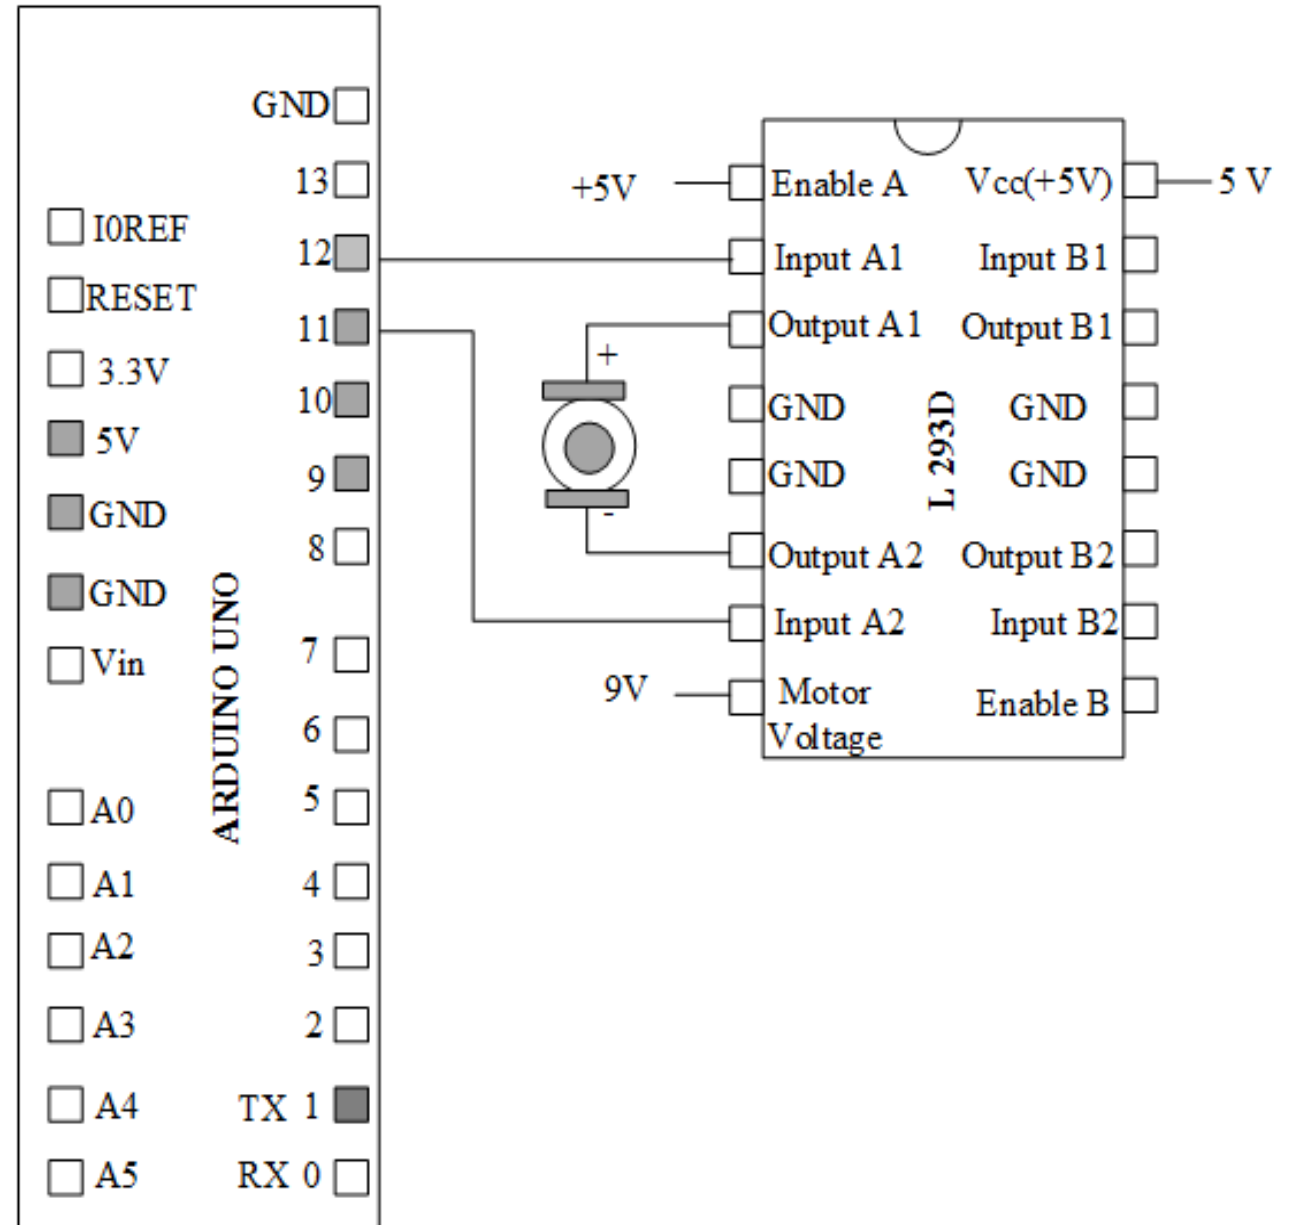 GND
13
I0REF
12
RESET
11
3.3V
10
5V
9
GND
8
GND
7
Vin
6
ARDUINO UNO
A0
5
A1
4
A2
3
A3
2
A4
TX 1
A5
RX 0
+5V
Enable A
Vcc(+5V)
5 V
Input A1
Input B1
Output A1
Output B1
+
GND
GND
L 293D
GND
GND
-
Output A2
Output B2
Input A2
Input B2
9V
Motor
Voltage
Enable B